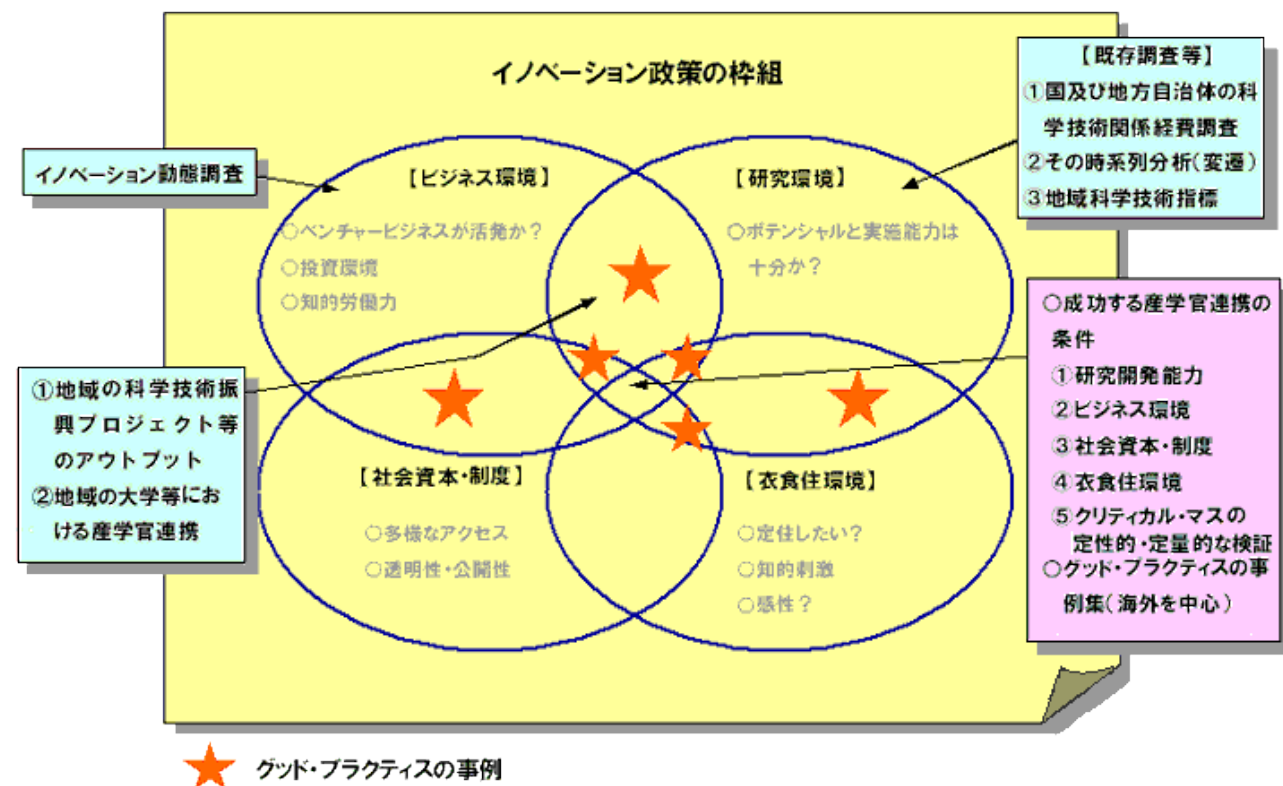 イノベーション政策の枠組
【既存調査等】
①国及び地方自治体の科
学技術関係経費調査
②その時系列分析(変遷)
③地域科学技術指標
イノベーション動態調査
【ビジネス環境】
○ベンチャービジネスが活発か?
○投資環境
○知的労働力
【研究環境】
○ポテンシャルと実施能力は
十分か?
①地域の科学技術振
興プロジェクト等
のアウトプット
②地域の大学等にお
ける産学官連携
○成功する産学官連携の
条件
①研究開発能力
②ビジネス環境
③社会資本・制度
④衣食住環境
⑤クリティカル・マスの
定性的・定量的な検証
○グッド・プラクティスの事
例集(海外を中心)
【社会資本・制度】
○多様なアクセス
○透明性・公開性
【衣食住環境】
○定住したい?
○知的刺激
○感性?
グッド・プラクティスの事例